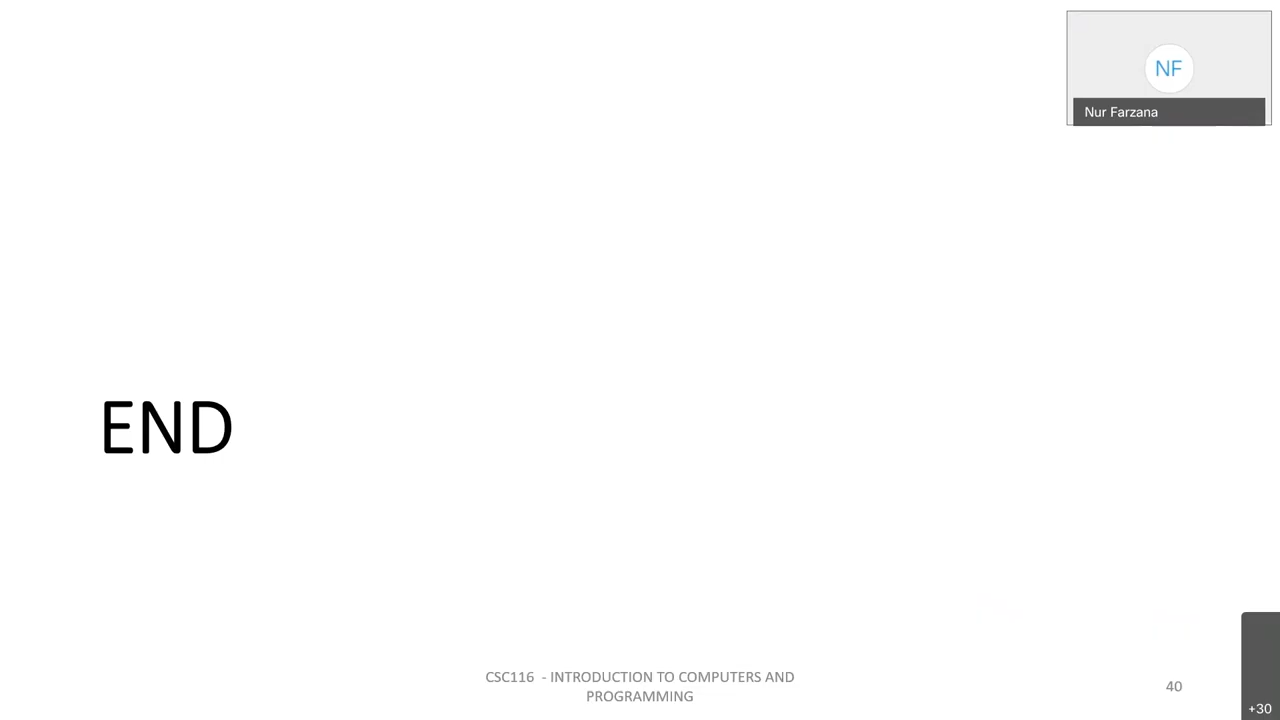 NF
Nur Farzana
END
CSC116 - INTRODUCTION TO COMPUTERS AND
PROGRAMMING
40
+30